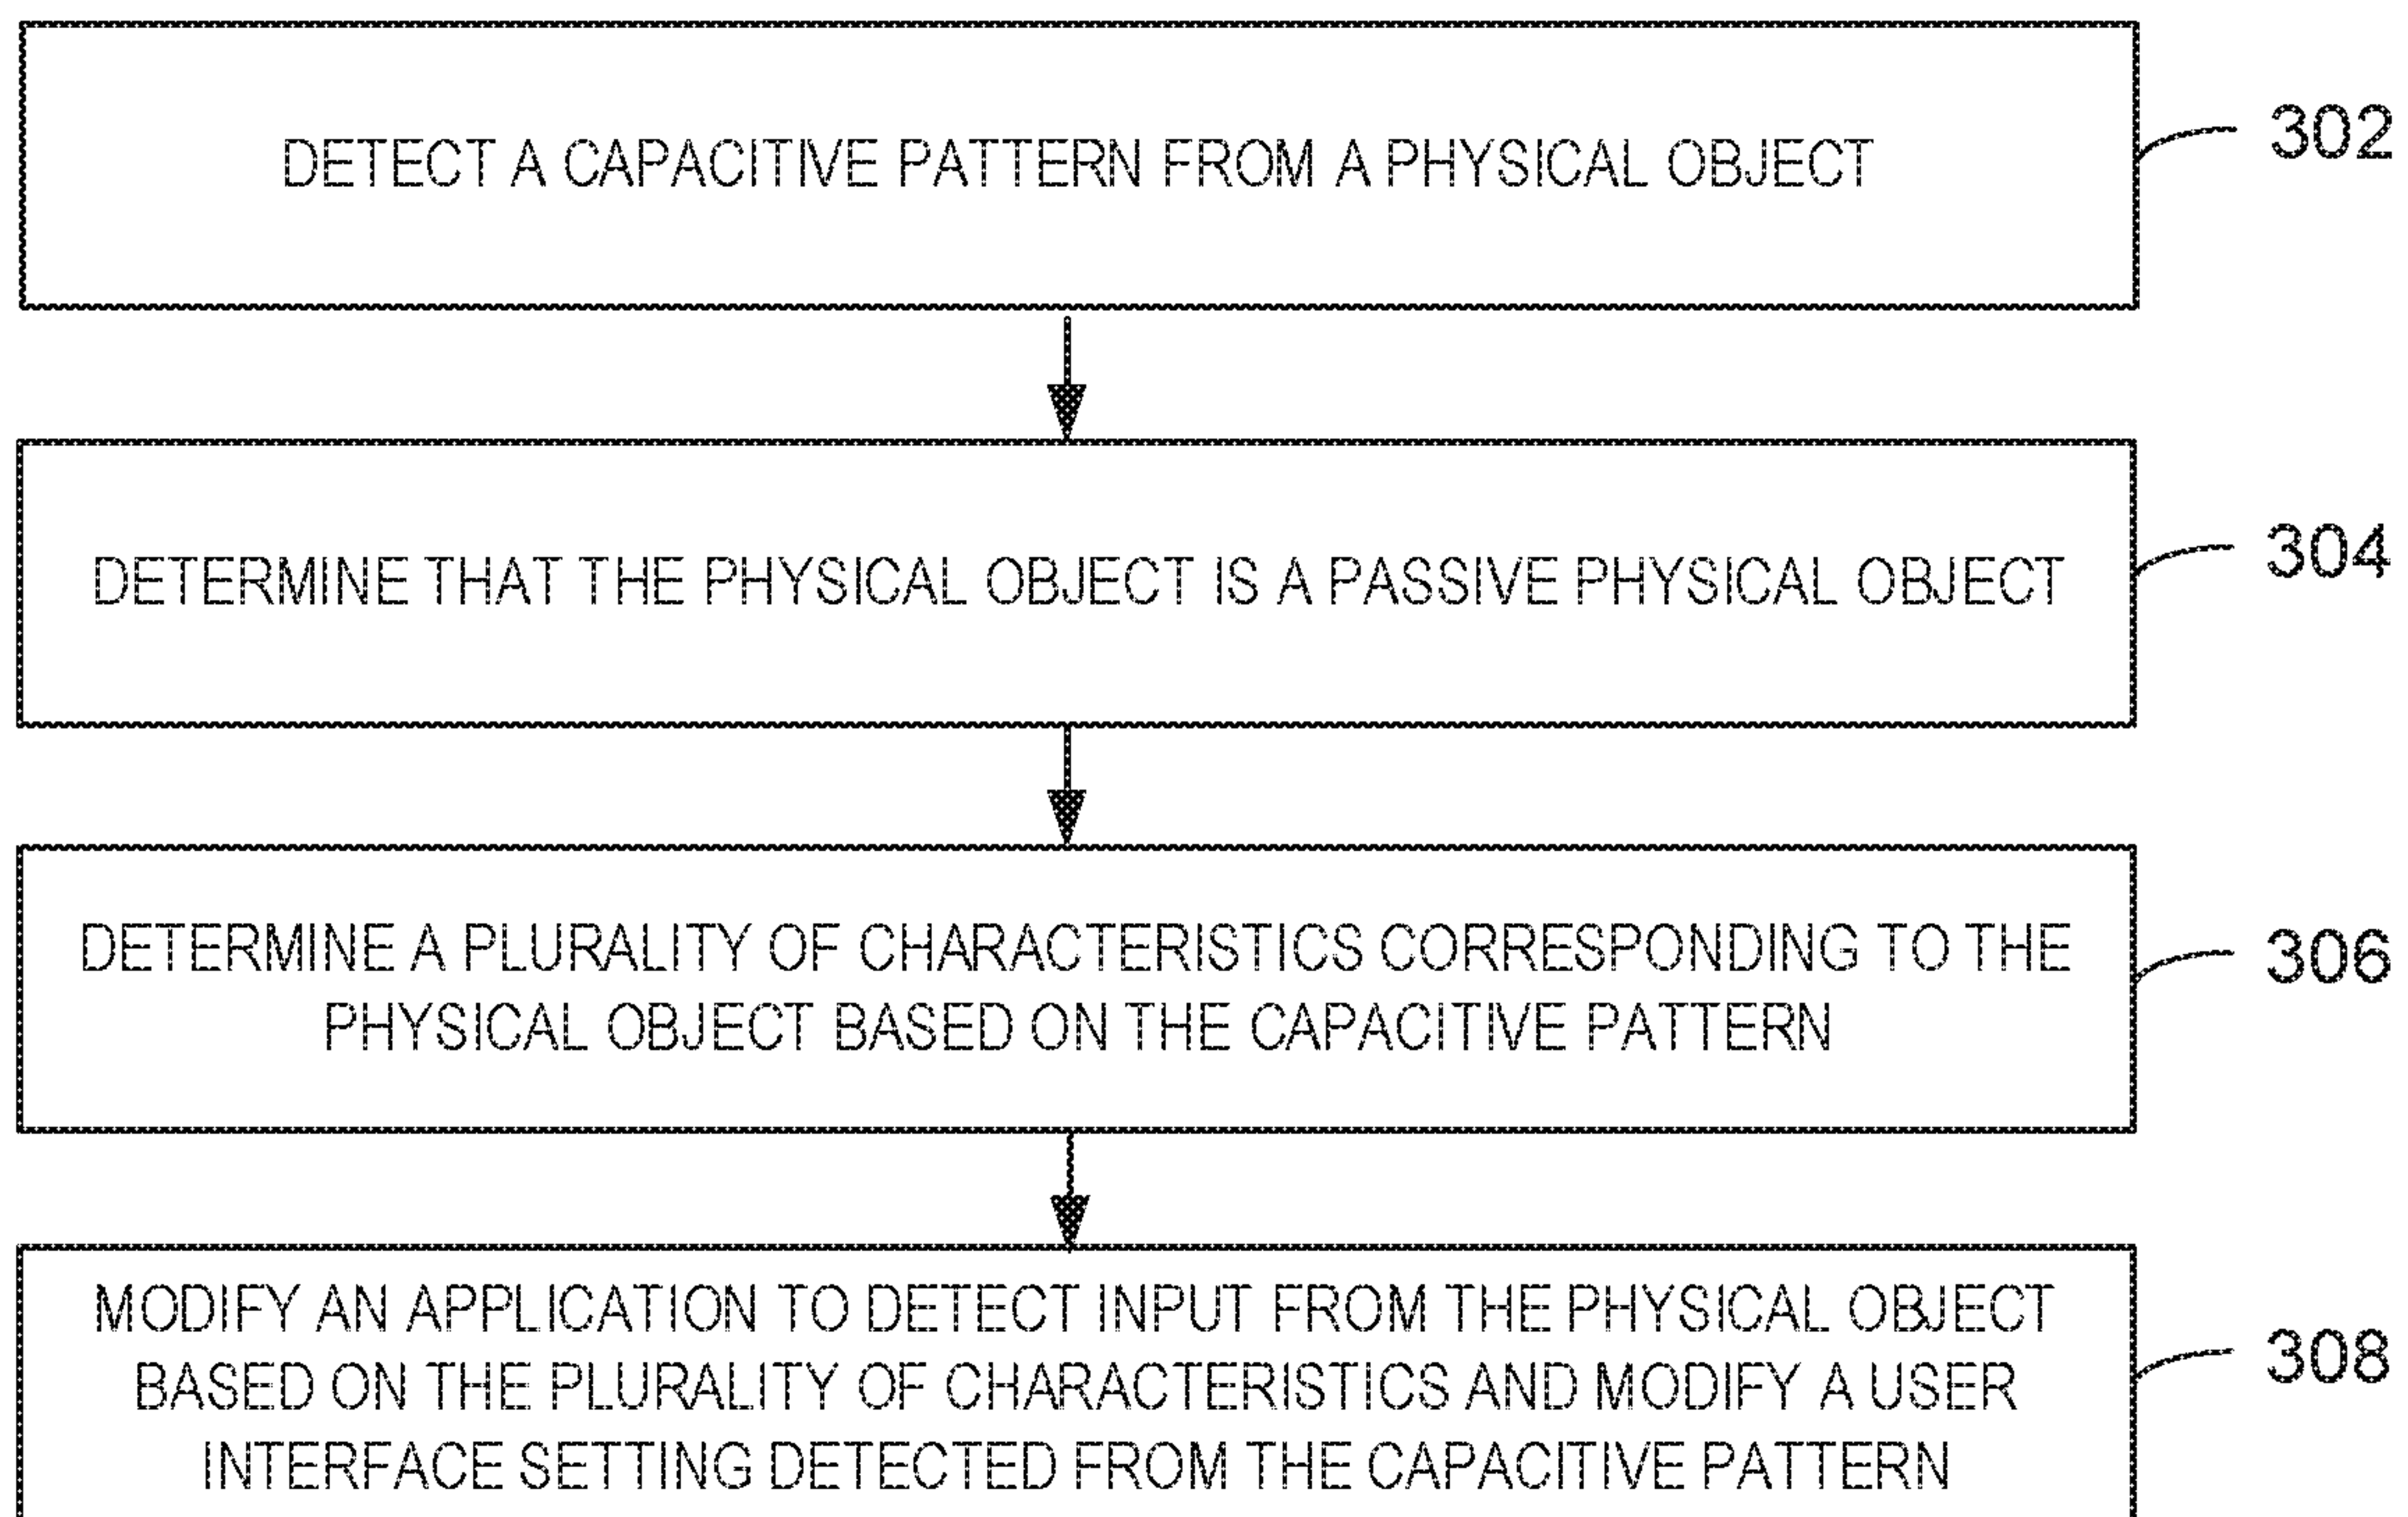 DETECT A CAPACITIVE PATTERN FROM A PHYSICAL OBJECT
302
DETERMINE THAT THE PHYSICAL OBJECT IS A PASSIVE PHYSICAL OBJECT
304
DETERMINE A PLURALITY OF CHARACTERISTICS CORRESPONDING TO THE
PHYSICAL OBJECT BASED ON THE CAPACITIVE PATTERN
306
MODIFY AN APPLICATION TO DETECT INPUT FROM THE PHYSICAL OBJECT
BASED ON THE PLURALITY OF CHARACTERISTICS AND MODIFY A USER
INTERFACE SETTING DETECTED FROM THE CAPACITIVE PATTERN
308